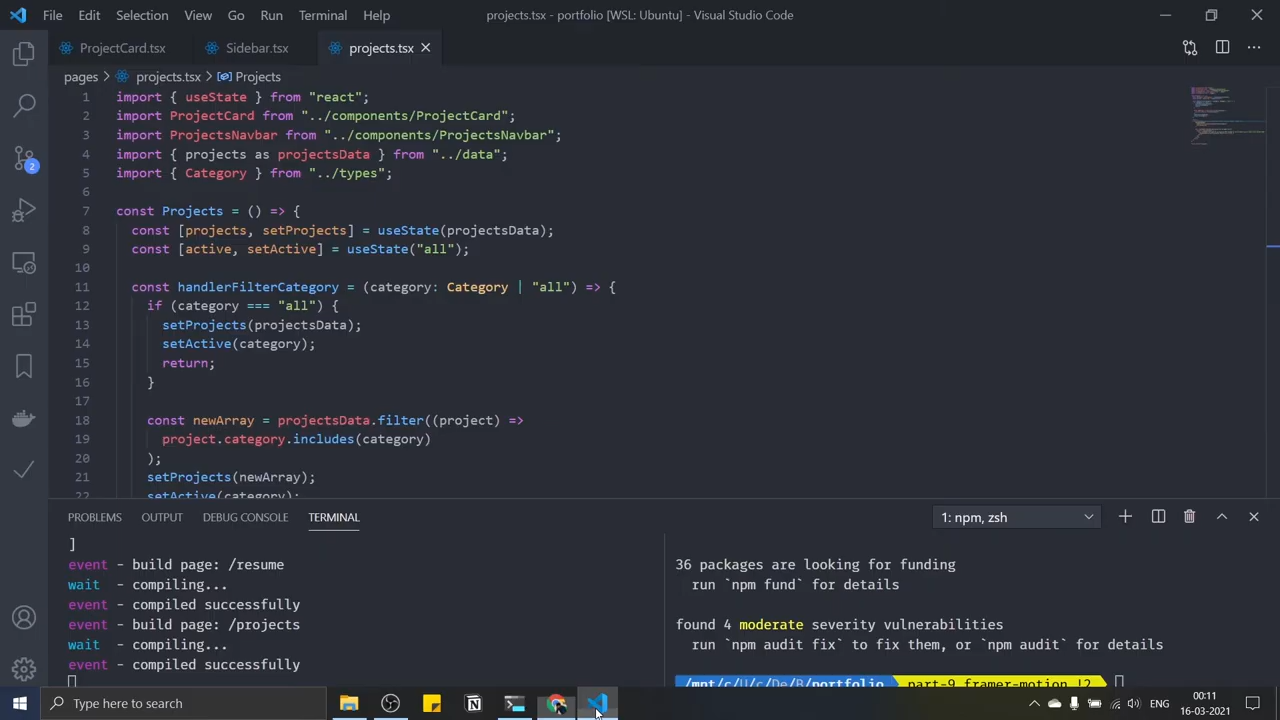 File Edit Selection View Go Run Terminal Help
projects.tsx - portfolio [WSL: Ubuntu] - Visual Studio Code
ProjectCard.tsx
Sidebar.tsx
projects.tsx
pages > projects.tsx > Projects
1 import { useState } from "react";
2 import ProjectCard from "../components/ProjectCard";
3 import ProjectsNavbar from "../components/ProjectsNavbar";
4 import { projects as projectsData } from "../data";
5 import { Category } from "../types";
6
7 const Projects = () => {
8 const [projects, setProjects] = useState(projectsData);
9 const [active, setActive] = useState("all");
10
11 const handlerFilterCategory = (category: Category | "all") => {
12 if (category === "all") {
13 setProjects(projectsData);
14 setActive(category);
15 return;
16 }
17
18 const newArray = projectsData.filter((project) =>
19 project.category.includes(category)
20 );
21 setProjects(newArray);
22 setActive(category);
2
PROBLEMS OUTPUT DEBUG CONSOLE TERMINAL
1: npm, zsh
]
event - build page: /resume
wait - compiling...
event - compiled successfully
event - build page: /projects
wait - compiling...
event - compiled successfully
36 packages are looking for funding
run `npm fund` for details
found 4 moderate severity vulnerabilities
run `npm audit fix` to fix them, or `npm audit` for details
/mnt/c/U/c/De/B/portfolio part-9 framer-motion !2
Type here to search
ENG
00:11
16-03-2021